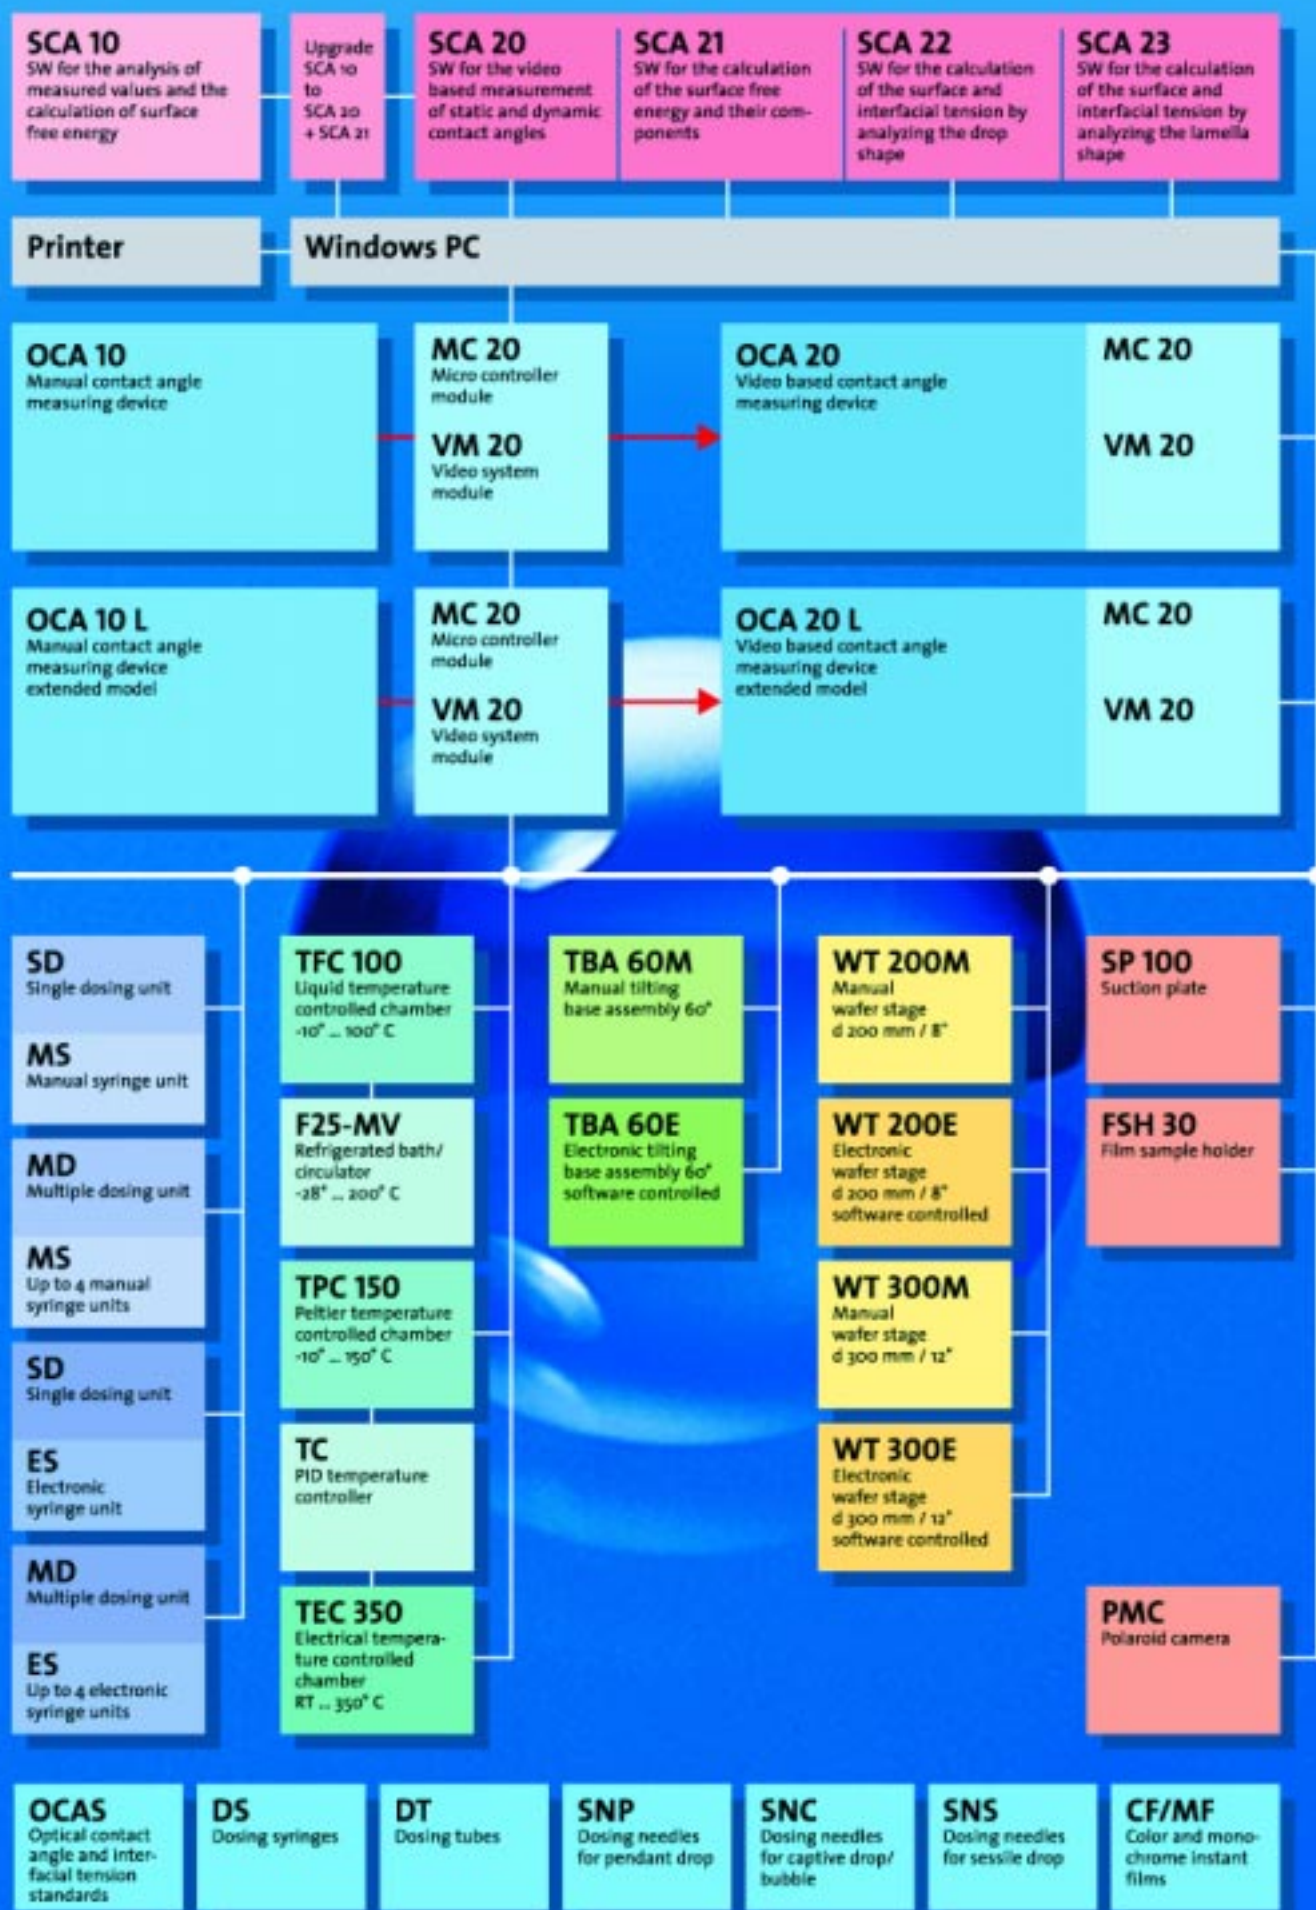 SCA 10
SW for the analysis of
measured values and the
calculation of surface
free energy
Upgrade
SCA 10
to
SCA 20
+ SCA 21
SCA 20
SW for the video
based measurement
of static and dynamic
contact angles
SCA 21
SW for the calculation
of the surface free
energy and their com-
ponents
SCA 22
SW for the calculation
of the surface and
interfacial tension by
analyzing the drop
shape
SCA 23
SW for the calculation
of the surface and
interfacial tension by
analyzing the lamella
shape
Printer
Windows PC
OCA 10
Manual contact angle
measuring device
MC 20
Micro controller
module
VM 20
Video system
module
OCA 20
Video based contact angle
measuring device
MC 20
VM 20
OCA 10 L
Manual contact angle
measuring device
extended model
MC 20
Micro controller
module
VM 20
Video system
module
OCA 20 L
Video based contact angle
measuring device
extended model
MC 20
VM 20
SD
Single dosing unit
MS
Manual syringe unit
MD
Multiple dosing unit
MS
Up to 4 manual
syringe units
SD
Single dosing unit
ES
Electronic
syringe unit
MD
Multiple dosing unit
ES
Up to 4 electronic
syringe units
TFC 100
Liquid temperature
controlled chamber
-10° ... 100° C
F25-MV
Refrigerated bath/
circulator
-28° ... 200° C
TPC 150
Peltier temperature
controlled chamber
-10° ... 150° C
TC
PID temperature
controller
TEC 350
Electrical tempera-
ture controlled
chamber
RT ... 350° C
TBA 60M
Manual tilting
base assembly 60°
TBA 60E
Electronic tilting
base assembly 60°
software controlled
WT 200M
Manual
wafer stage
d 200 mm / 8"
WT 200E
Electronic
wafer stage
d 200 mm / 8"
software controlled
WT 300M
Manual
wafer stage
d 300 mm / 12"
WT 300E
Electronic
wafer stage
d 300 mm / 12"
software controlled
SP 100
Suction plate
FSH 30
Film sample holder
PMC
Polaroid camera
OCAS
Optical contact
angle and inter-
facial tension
standards
DS
Dosing syringes
DT
Dosing tubes
SNP
Dosing needles
for pendant drop
SNC
Dosing needles
for captive drop/
bubble
SNS
Dosing needles
for sessile drop
CF/MF
Color and mono-
chrome instant
films